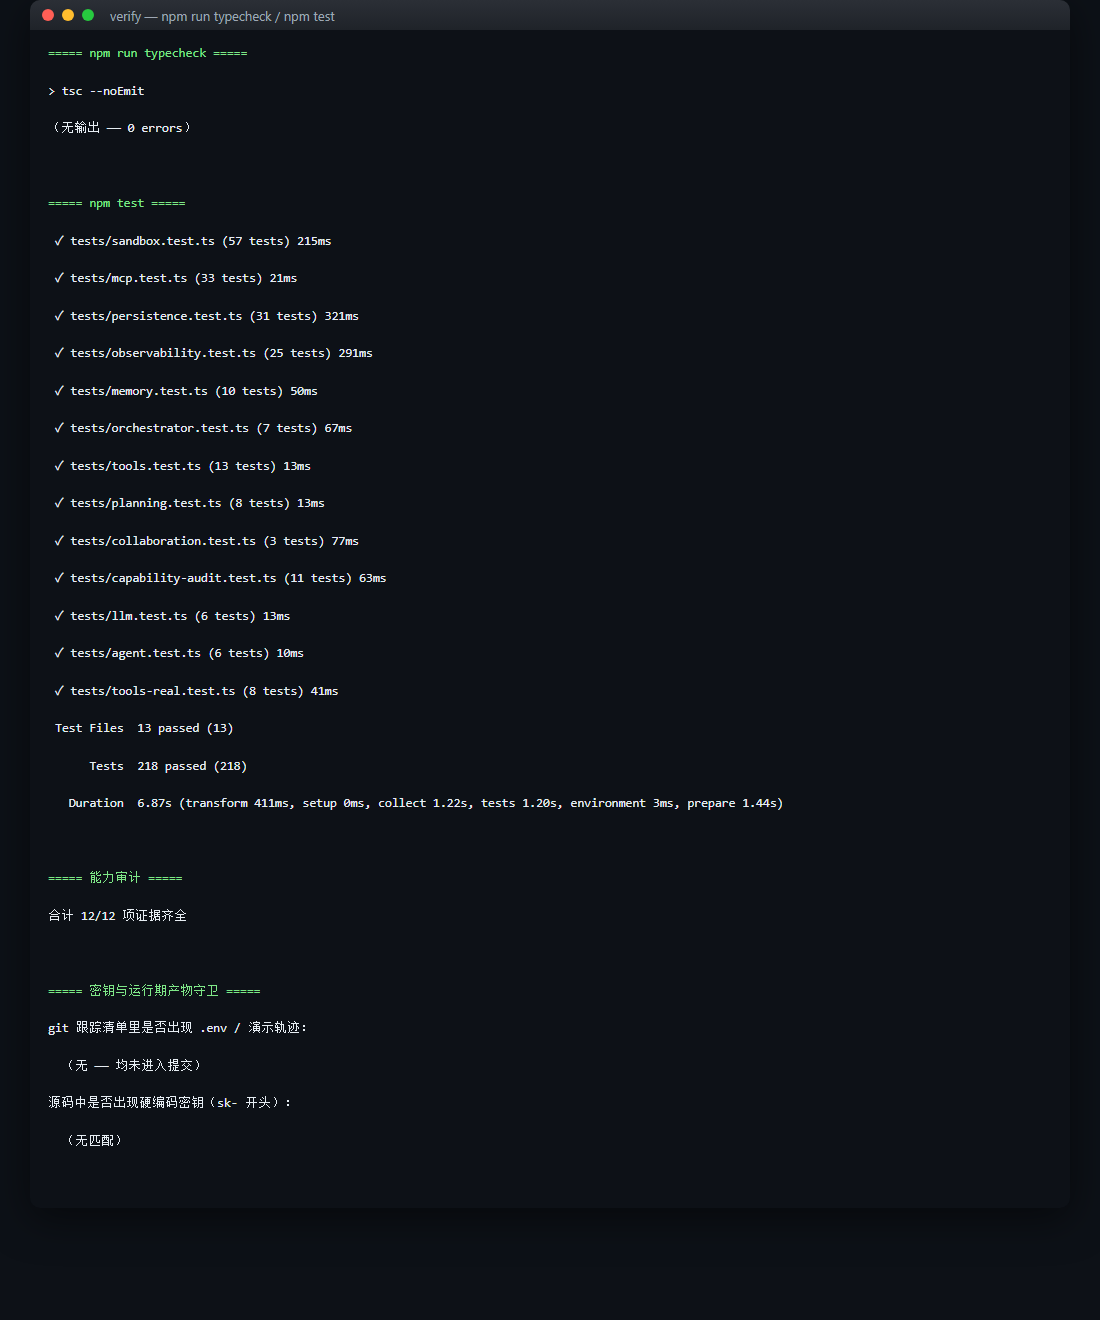 verify — npm run typecheck / npm test
===== npm run typecheck =====
> tsc --noEmit
（无输出 —— 0 errors）
===== npm test =====
✓ tests/sandbox.test.ts (57 tests) 215ms
✓ tests/mcp.test.ts (33 tests) 21ms
✓ tests/persistence.test.ts (31 tests) 321ms
✓ tests/observability.test.ts (25 tests) 291ms
✓ tests/memory.test.ts (10 tests) 50ms
✓ tests/orchestrator.test.ts (7 tests) 67ms
✓ tests/tools.test.ts (13 tests) 13ms
✓ tests/planning.test.ts (8 tests) 13ms
✓ tests/collaboration.test.ts (3 tests) 77ms
✓ tests/capability-audit.test.ts (11 tests) 63ms
✓ tests/llm.test.ts (6 tests) 13ms
✓ tests/agent.test.ts (6 tests) 10ms
✓ tests/tools-real.test.ts (8 tests) 41ms
Test Files  13 passed (13)
Tests  218 passed (218)
Duration  6.87s (transform 411ms, setup 0ms, collect 1.22s, tests 1.20s, environment 3ms, prepare 1.44s)
===== 能力审计 =====
合计 12/12 项证据齐全
===== 密钥与运行期产物守卫 =====
git 跟踪清单里是否出现 .env / 演示轨迹：
（无 —— 均未进入提交）
源码中是否出现硬编码密钥（sk- 开头）：
（无匹配）